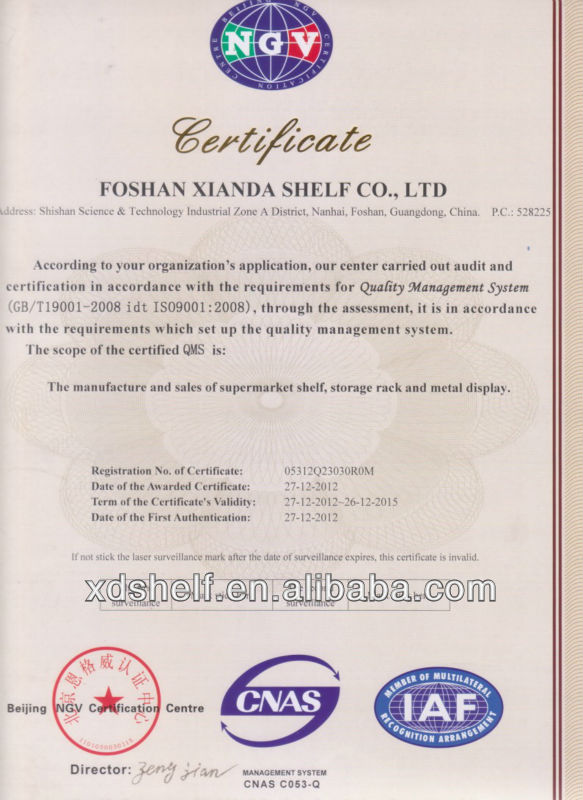 BEIJING NGV CERTIFICATION CENTRE
NGV
Certificate
FOSHAN XIANDA SHELF CO., LTD
Address: Shishan Science & Technology Industrial Zone A District, Nanhai, Foshan, Guangdong, China. P.C.: 528225
According to your organization's application, our center carried out audit and
certification in accordance with the requirements for Quality Management System
(GB/T19001-2008 idt ISO9001:2008), through the assessment, it is in accordance
with the requirements which set up the quality management system.
The scope of the certified QMS is:
The manufacture and sales of supermarket shelf, storage rack and metal display.
Registration No. of Certificate: 05312Q23030R0M
Date of the Awarded Certificate: 27-12-2012
Term of the Certificate's Validity: 27-12-2012~26-12-2015
Date of the First Authentication: 27-12-2012
If not stick the laser surveillance mark after the date of surveillance expires, this certificate is invalid.
xdshelf.en.alibaba.com
surveillance surveillance
北京恩格威认证中心
Beijing NGV Certification Centre
1101050036115
CNAS
MEMBER OF MULTILATERAL
IAF
RECOGNITION ARRANGEMENT
Director: Zeng jian
MANAGEMENT SYSTEM
CNAS C053-Q